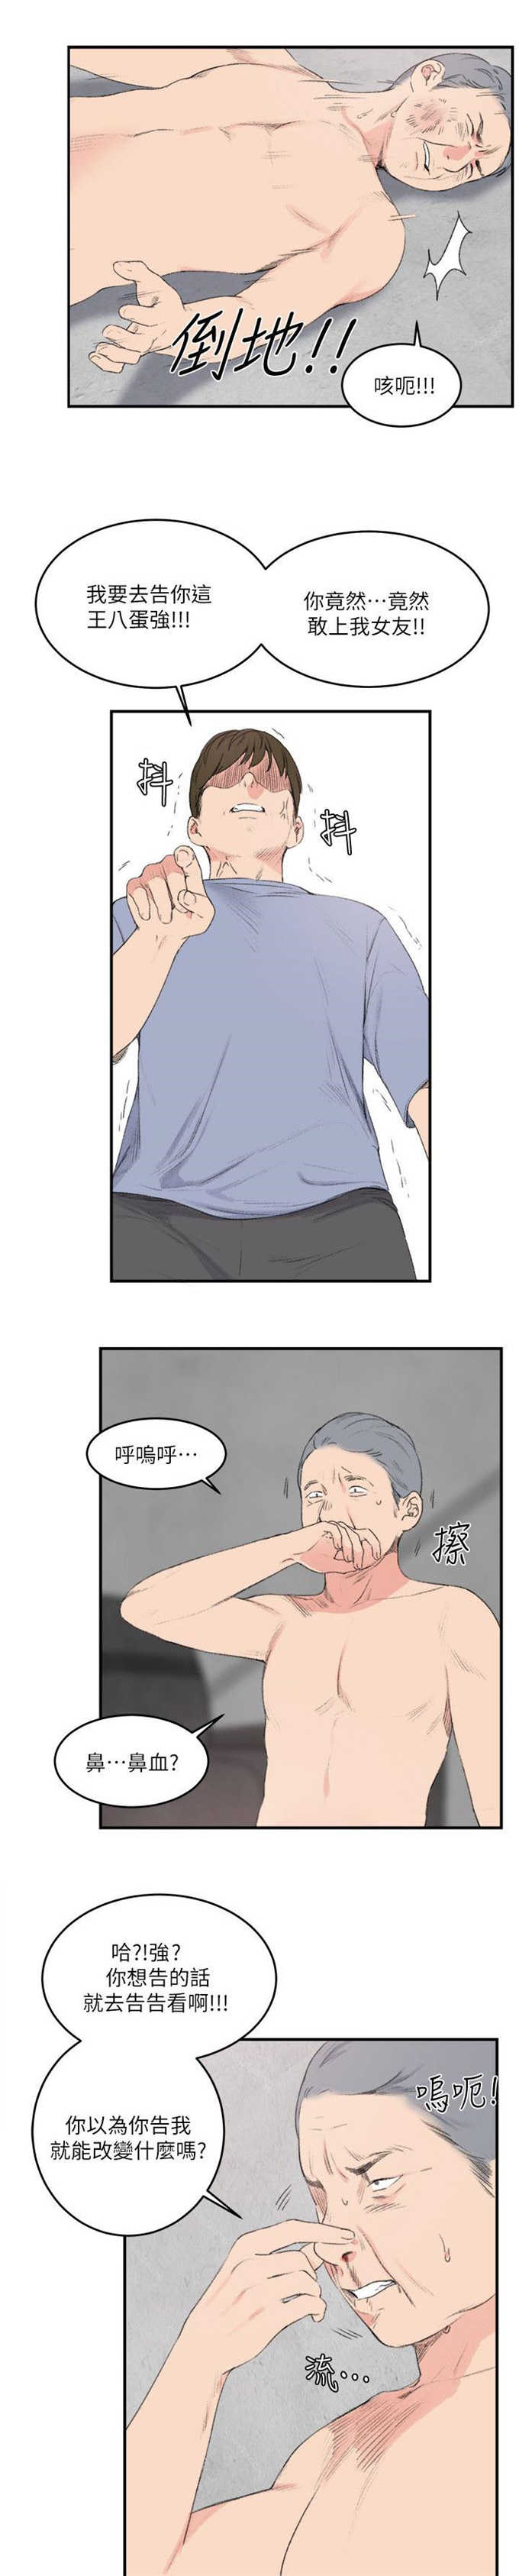 倒地!!
咳呃!!!
我要去告你這
王八蛋強!!!
你竟然⋯竟然
敢上我女友!!
抖
抖
呼嗚呼⋯
擦
鼻⋯鼻血?
哈?!強?
你想告的話
就去告告看啊!!!
嗚呃!
你以為你告我
就能改變什麼嗎?
流⋯